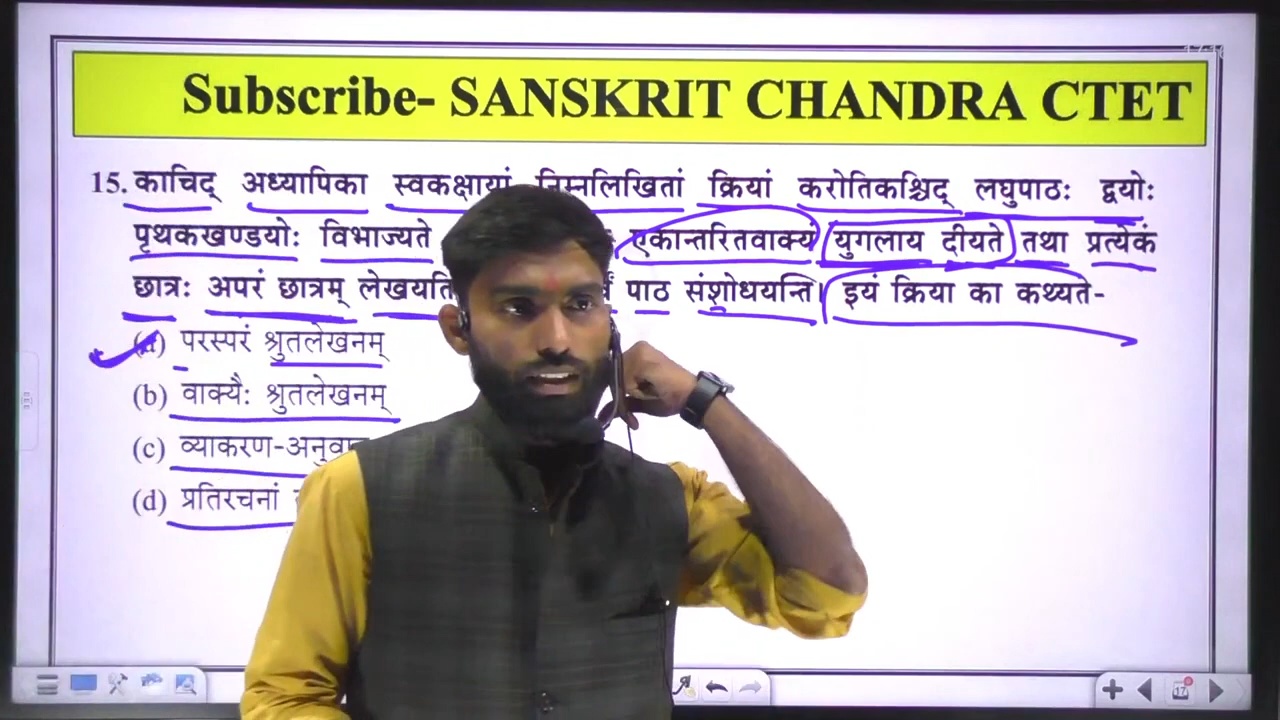 Subscribe- SANSKRIT CHANDRA CTET
15. काचिद् अध्यापिका स्वकक्षायां निम्नलिखितां क्रियां करोतिकश्चिद् लघुपाठः द्वयोः
पृथकखण्डयोः विभाज्यते एकान्तरितवाक्यं युगलाय दीयते तथा प्रत्येकं
छात्रः अपरं छात्रम् लेखयति पाठ संशोधयन्ति। इयं क्रिया का कथ्यते-
(a) परस्परं श्रुतलेखनम्
(b) वाक्यैः श्रुतलेखनम्
(c) व्याकरण-
(d) प्रतिरचनां